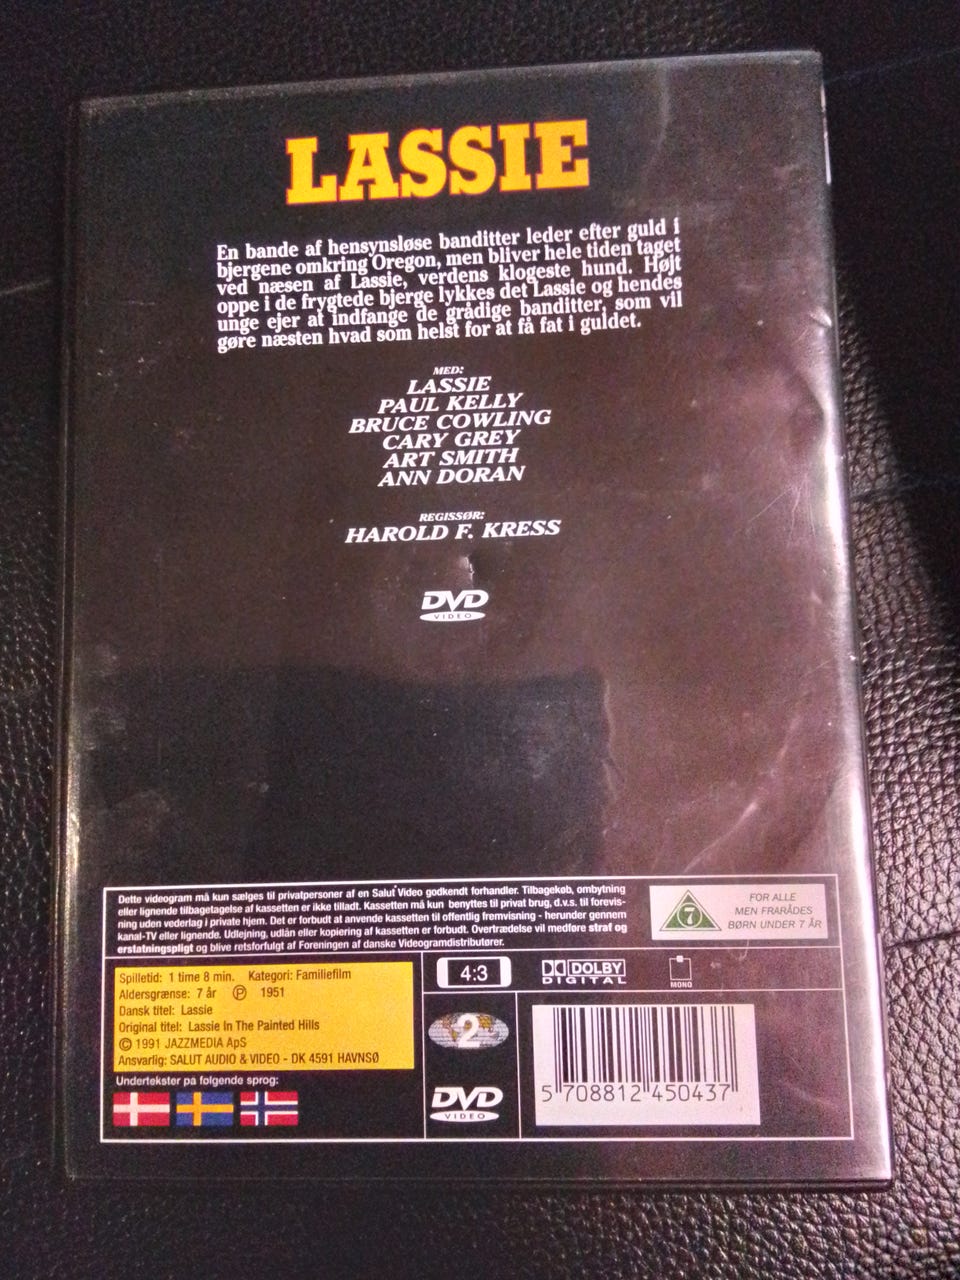 LASSIE
En bande af hensynsløse banditter leder efter guld i
bjergene omkring Oregon, men bliver hele tiden taget
ved næsen af Lassie, verdens klogeste hund. Højt
oppe i de frygtede bjerge lykkes det Lassie og hendes
unge ejer at indfange de grådige banditter, som vil
gøre næsten hvad som helst for at få fat i guldet.
MED:
LASSIE
PAUL KELLY
BRUCE COWLING
CARY GREY
ART SMITH
ANN DORAN
REGISSØR:
HAROLD F. KRESS
DVD
VIDEO
Dette videogram må kun sælges til privatpersoner af en Salut Video godkendt forhandler. Tilbagekøb, ombytning
eller lignende tilbagetagelse af kassetten er ikke tilladt. Kassetten må kun benyttes til privat brug, d.v.s. til forevis-
ning uden vederlag i private hjem. Det er forbudt at anvende kassetten til offentlig fremvisning - herunder gennem
kanal-TV eller lignende. Udlejning, udlån eller kopiering af kassetten er forbudt. Overtrædelse vil medføre straf og
erstatningspligt og blive retsforfulgt af Foreningen af danske Videogramdistributører.
7
FOR ALLE
MEN FRARÅDES
BØRN UNDER 7 ÅR
Spilletid: 1 time 8 min. Kategori: Familiefilm
Aldersgrænse: 7 år Ⓟ 1951
Dansk titel: Lassie
Original titel: Lassie In The Painted Hills
© 1991 JAZZMEDIA ApS
Ansvarlig: SALUT AUDIO & VIDEO - DK 4591 HAVNSØ
Undertekster på følgende sprog:
4:3
DOLBY
DIGITAL
MONO
2
DVD
VIDEO
5 708812 450437